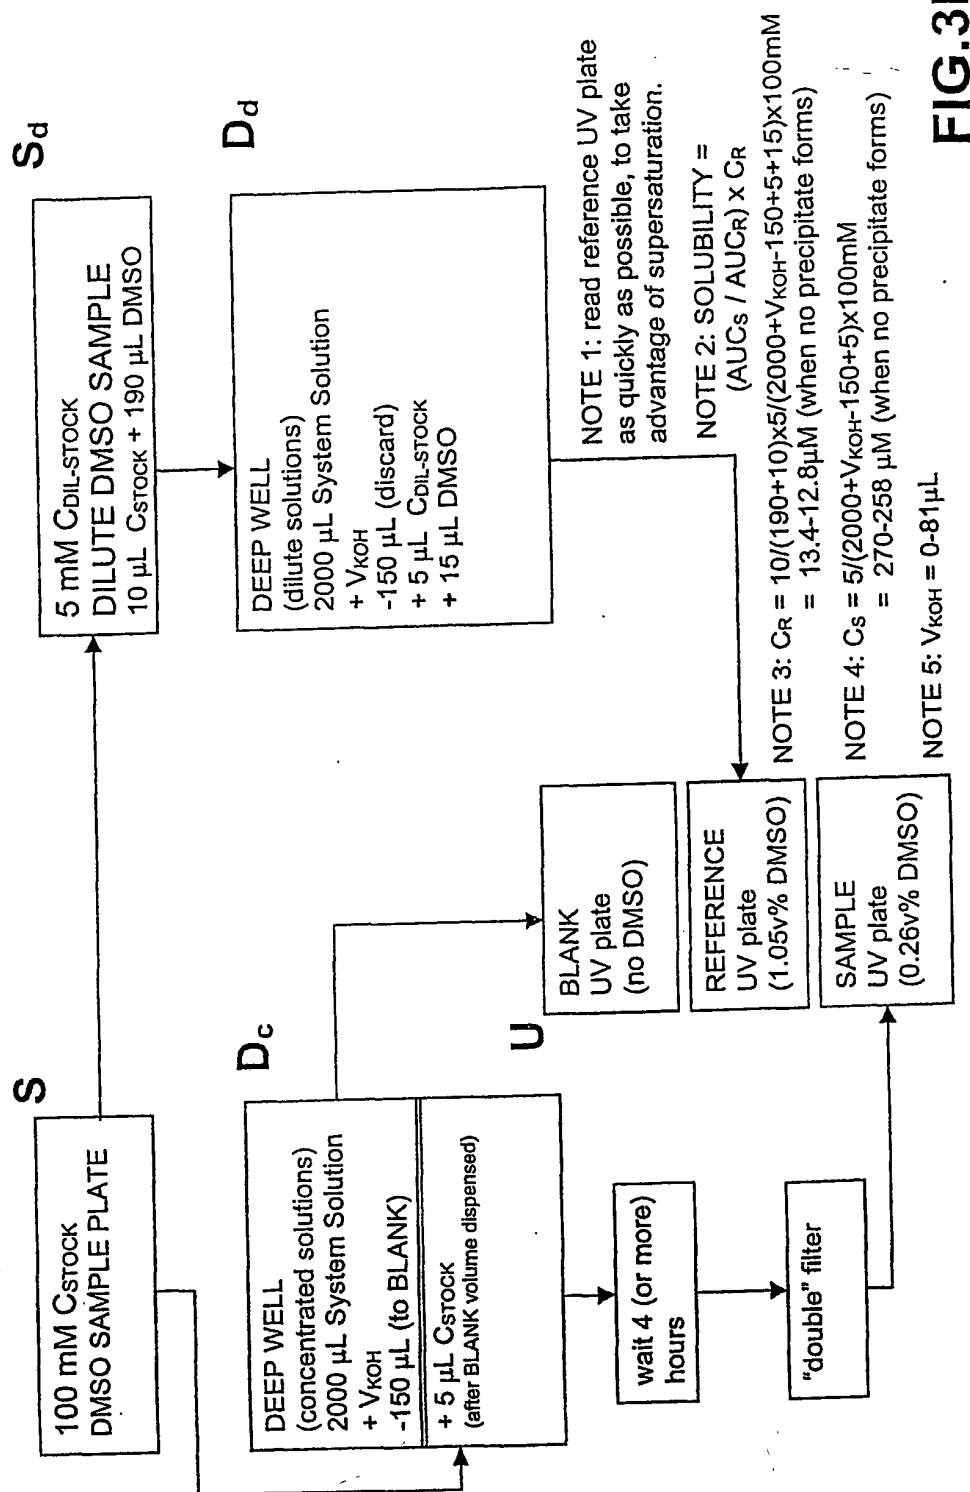 S
100 mM CSTOCK
DMSO SAMPLE PLATE
Sd
5 mM CDIL-STOCK
DILUTE DMSO SAMPLE
10 µL CSTOCK + 190 µL DMSO
Dc
DEEP WELL
(concentrated solutions)
2000 µL System Solution
+ VKOH
-150 µL (to BLANK)
+ 5 µL CSTOCK
(after BLANK volume dispensed)
Dd
DEEP WELL
(dilute solutions)
2000 µL System Solution
+ VKOH
-150 µL (discard)
+ 5 µL CDIL-STOCK
+ 15 µL DMSO
wait 4 (or more)
hours
"double" filter
U
BLANK
UV plate
(no DMSO)
REFERENCE
UV plate
(1.05v% DMSO)
SAMPLE
UV plate
(0.26v% DMSO)
NOTE 1: read reference UV plate
as quickly as possible, to take
advantage of supersaturation.
NOTE 2: SOLUBILITY =
(AUCS / AUCR) x CR
NOTE 3: CR = 10/(190+10)x5/(2000+VKOH-150+5+15)x100mM
= 13.4-12.8µM (when no precipitate forms)
NOTE 4: CS = 5/(2000+VKOH-150+5)x100mM
= 270-258 µM (when no precipitate forms)
NOTE 5: VKOH = 0-81µL